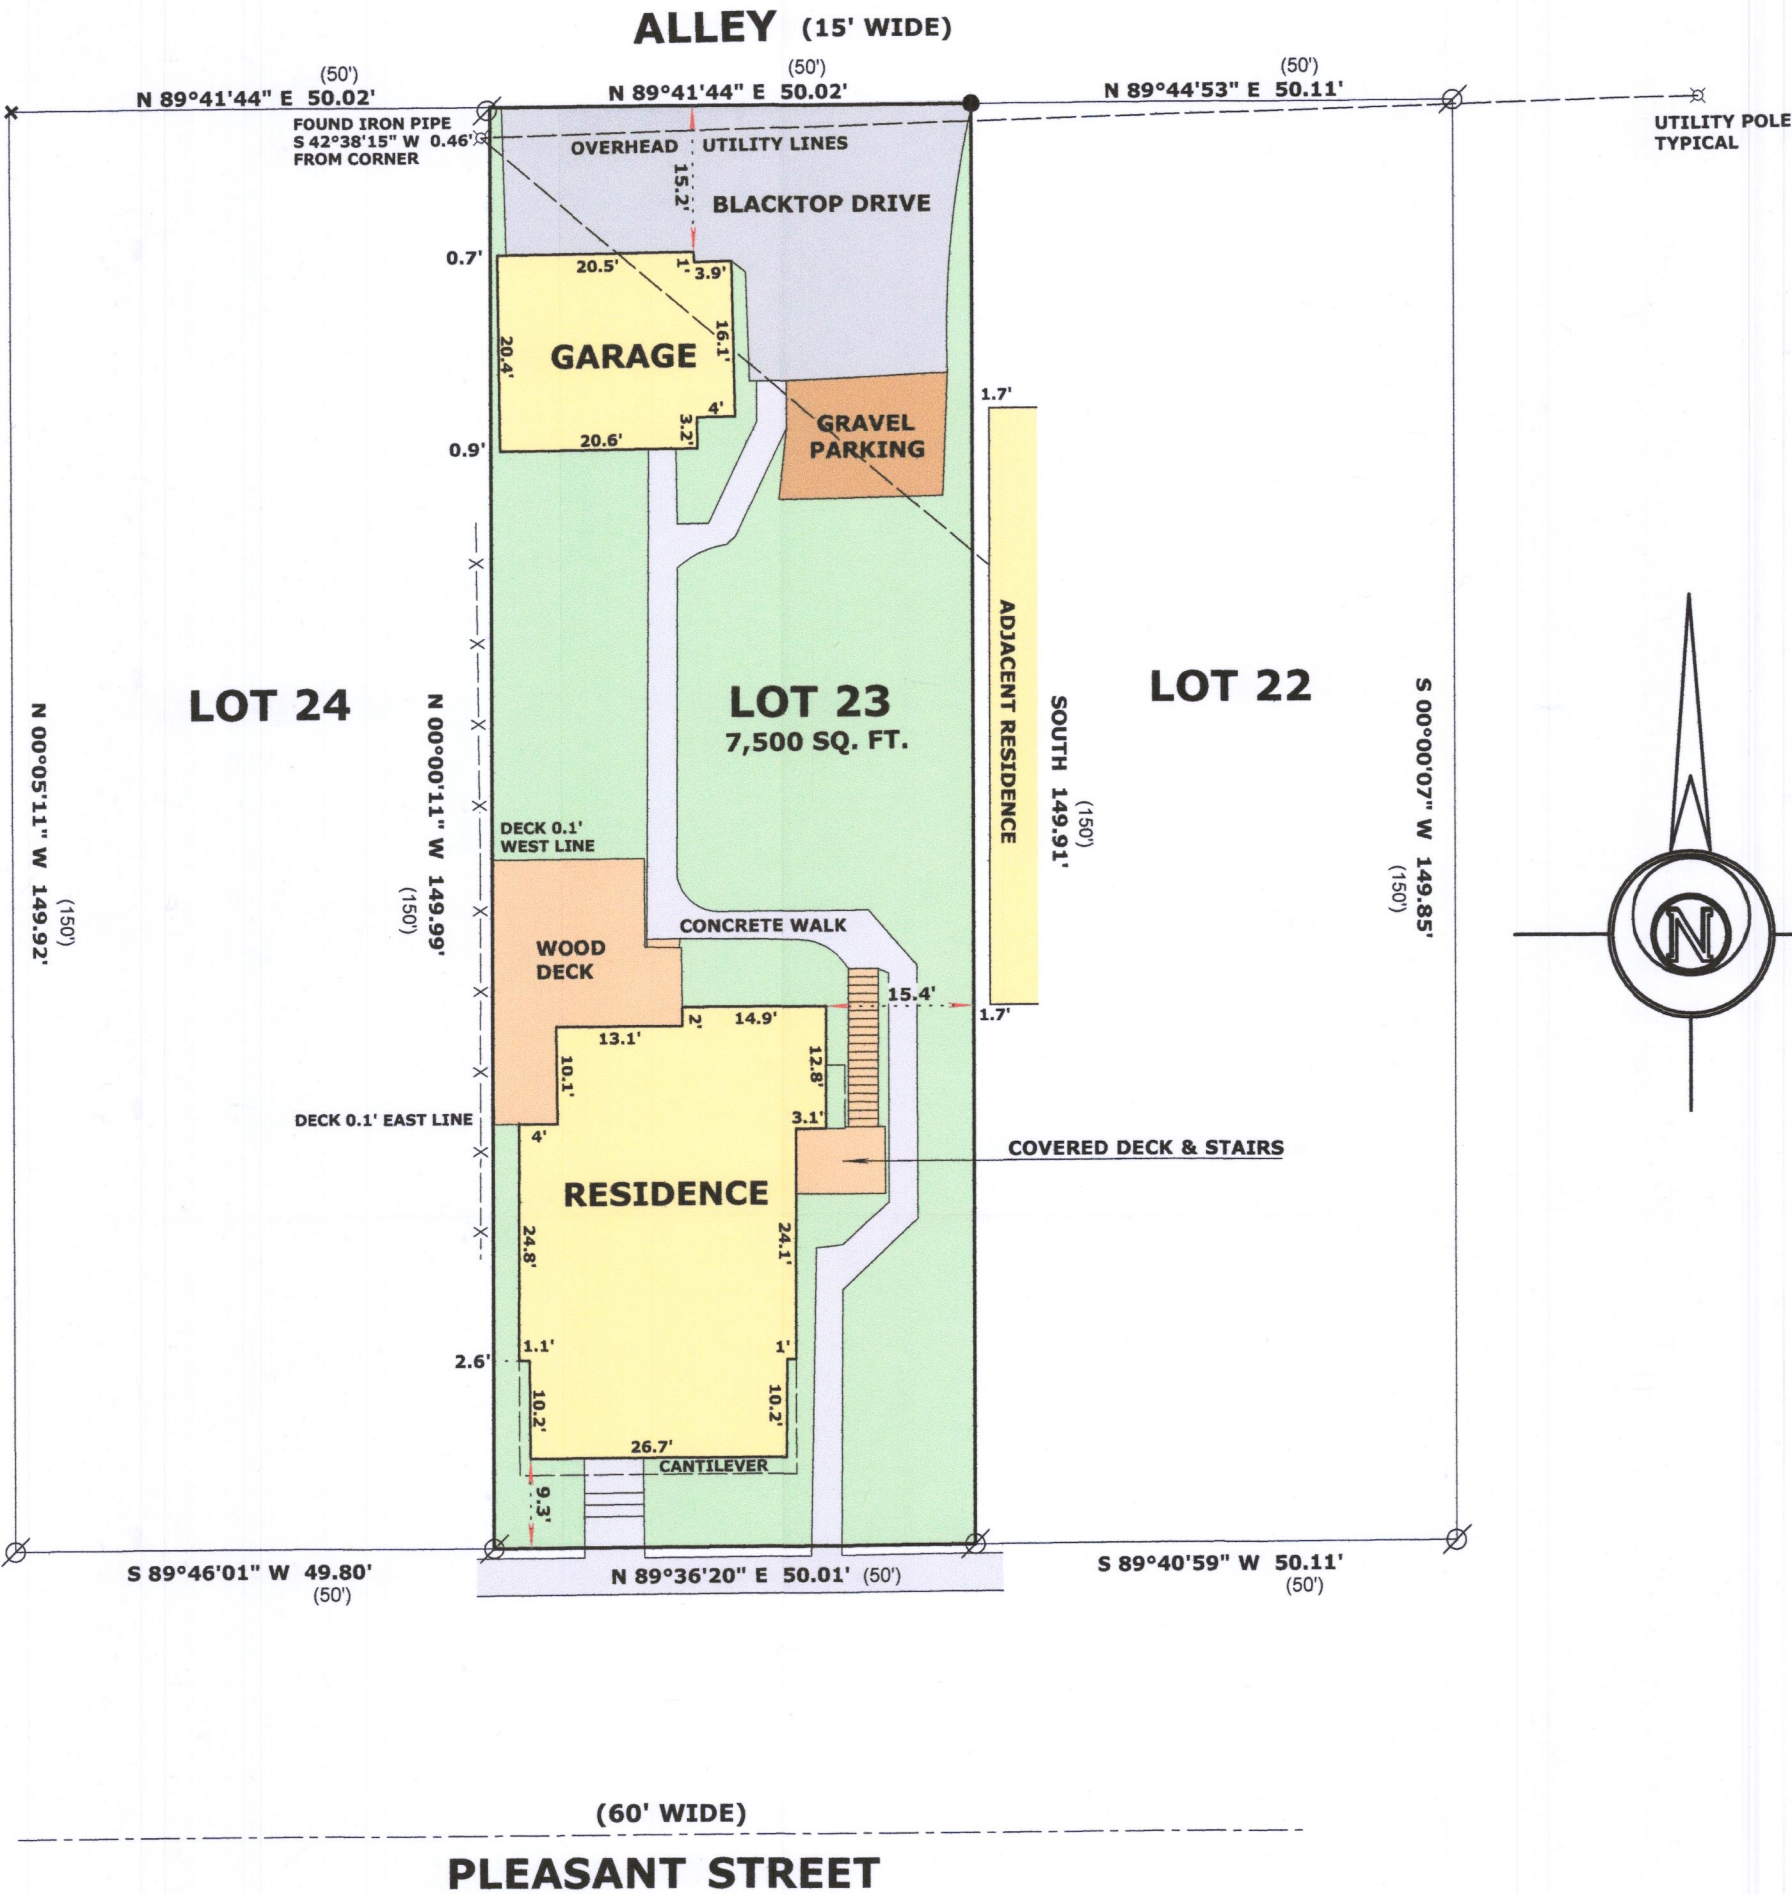 ALLEY (15' WIDE)
(50')
N 89°41'44" E 50.02'
(50')
N 89°41'44" E 50.02'
(50')
N 89°44'53" E 50.11'
FOUND IRON PIPE
S 42°38'15" W 0.46'
FROM CORNER
OVERHEAD UTILITY LINES
UTILITY POLE
TYPICAL
15.2'
BLACKTOP DRIVE
0.7'
20.5'
1'
3.9'
20.4'
GARAGE
16.1'
4'
3.2'
20.6'
0.9'
GRAVEL
PARKING
1.7'
ADJACENT RESIDENCE
LOT 24
LOT 23
7,500 SQ. FT.
LOT 22
N 00°05'11" W 149.92'
(150')
N 00°00'11" W 149.99'
(150')
SOUTH 149.91'
(150')
S 00°00'07" W 149.85'
(150')
N
DECK 0.1'
WEST LINE
CONCRETE WALK
WOOD
DECK
15.4'
1.7'
14.9'
2'
13.1'
10.1'
12.8'
3.1'
DECK 0.1' EAST LINE
4'
COVERED DECK & STAIRS
RESIDENCE
24.8'
24.1'
1.1'
1'
2.6'
10.2'
10.2'
26.7'
CANTILEVER
9.3'
S 89°46'01" W 49.80'
(50')
N 89°36'20" E 50.01' (50')
S 89°40'59" W 50.11'
(50')
(60' WIDE)
PLEASANT STREET